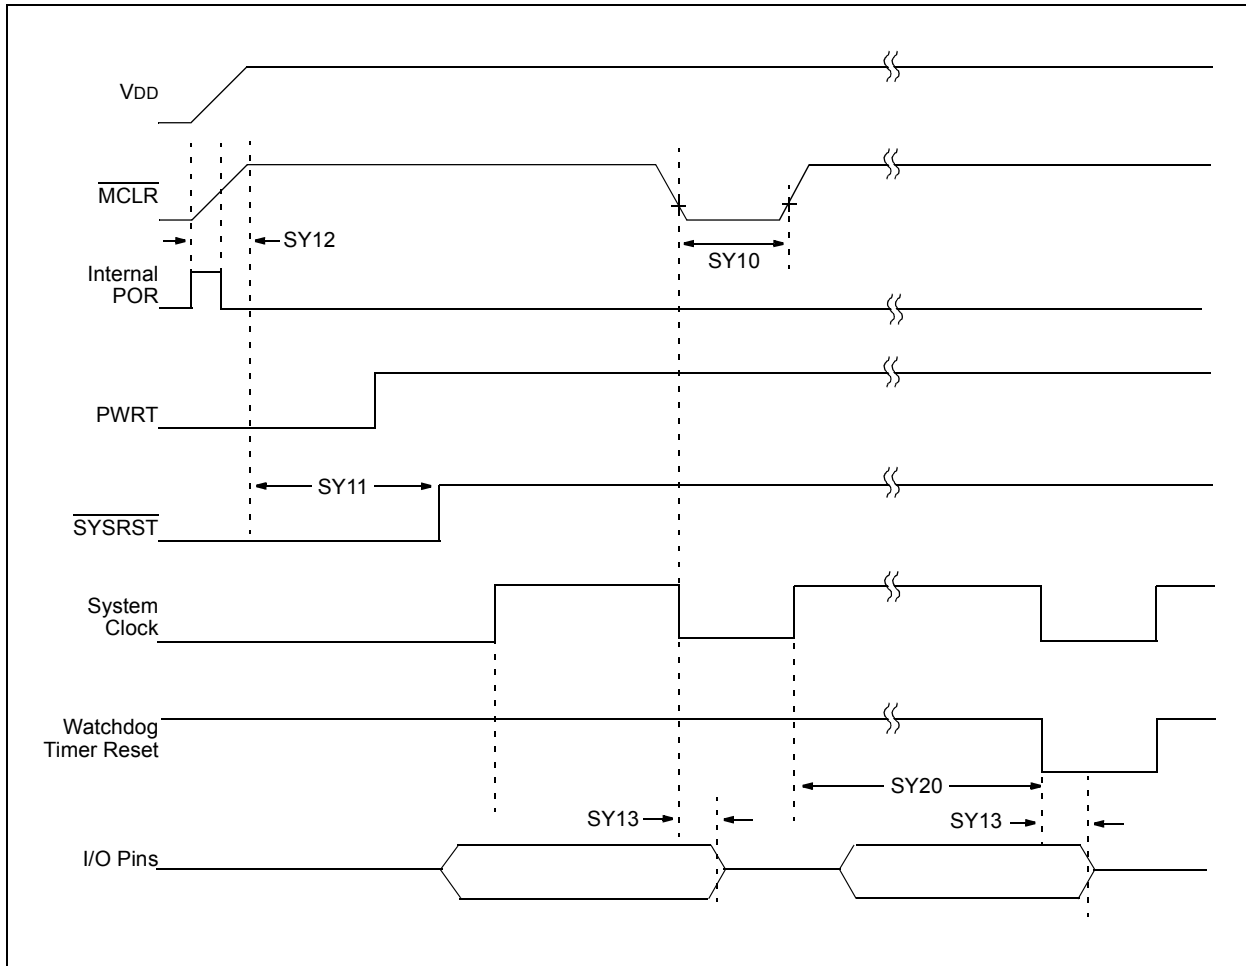 VDD
MCLR
SY12
SY10
Internal
POR
PWRT
SY11
SYSRST
System
Clock
Watchdog
Timer Reset
SY20
SY13
SY13
I/O Pins